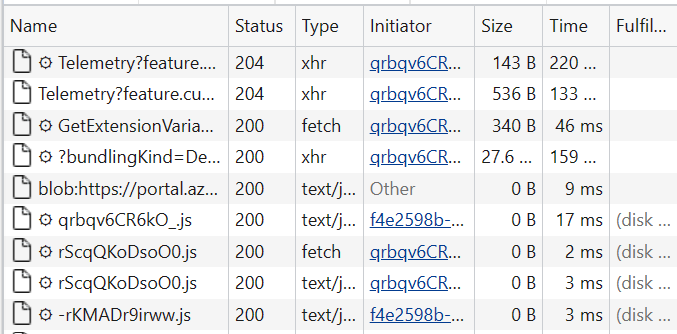 Name Status Type Initiator Size Time Fulfil...
Telemetry?feature.... 204 xhr qrbqv6CR... 143 B 220 ...
Telemetry?feature.cu... 204 xhr qrbqv6CR... 536 B 133 ...
GetExtensionVaria... 200 fetch qrbqv6CR... 340 B 46 ms
?bundlingKind=De... 200 xhr qrbqv6CR... 27.6 ... 159 ...
blob:https://portal.az... 200 text/j... Other 0 B 9 ms
qrbqv6CR6kO_.js 200 text/j... f4e2598b-... 0 B 17 ms (disk ...
rScqQKoDsoO0.js 200 fetch qrbqv6CR... 0 B 2 ms (disk ...
rScqQKoDsoO0.js 200 text/j... qrbqv6CR... 0 B 3 ms (disk ...
-rKMADr9irww.js 200 text/j... f4e2598b-... 0 B 3 ms (disk ...